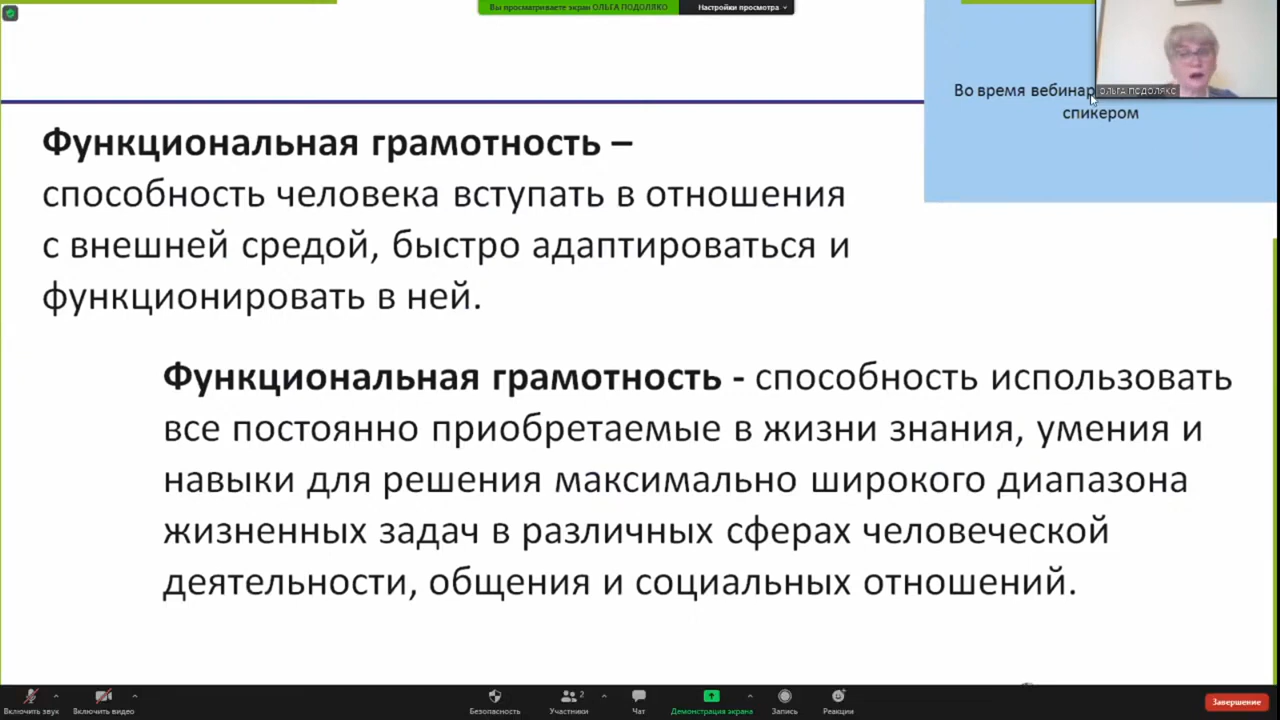 Вы просматриваете экран ОЛЬГА ПОДОЛЯКО
Настройки просмотра
Во время вебинар
спикером
ОЛЬГА ПОДОЛЯКО
Функциональная грамотность –
способность человека вступать в отношения
с внешней средой, быстро адаптироваться и
функционировать в ней.
Функциональная грамотность - способность использовать
все постоянно приобретаемые в жизни знания, умения и
навыки для решения максимально широкого диапазона
жизненных задач в различных сферах человеческой
деятельности, общения и социальных отношений.
Включить звук
Включить видео
Безопасность
2
Участники
Чат
Демонстрация экрана
Запись
Реакции
Завершение